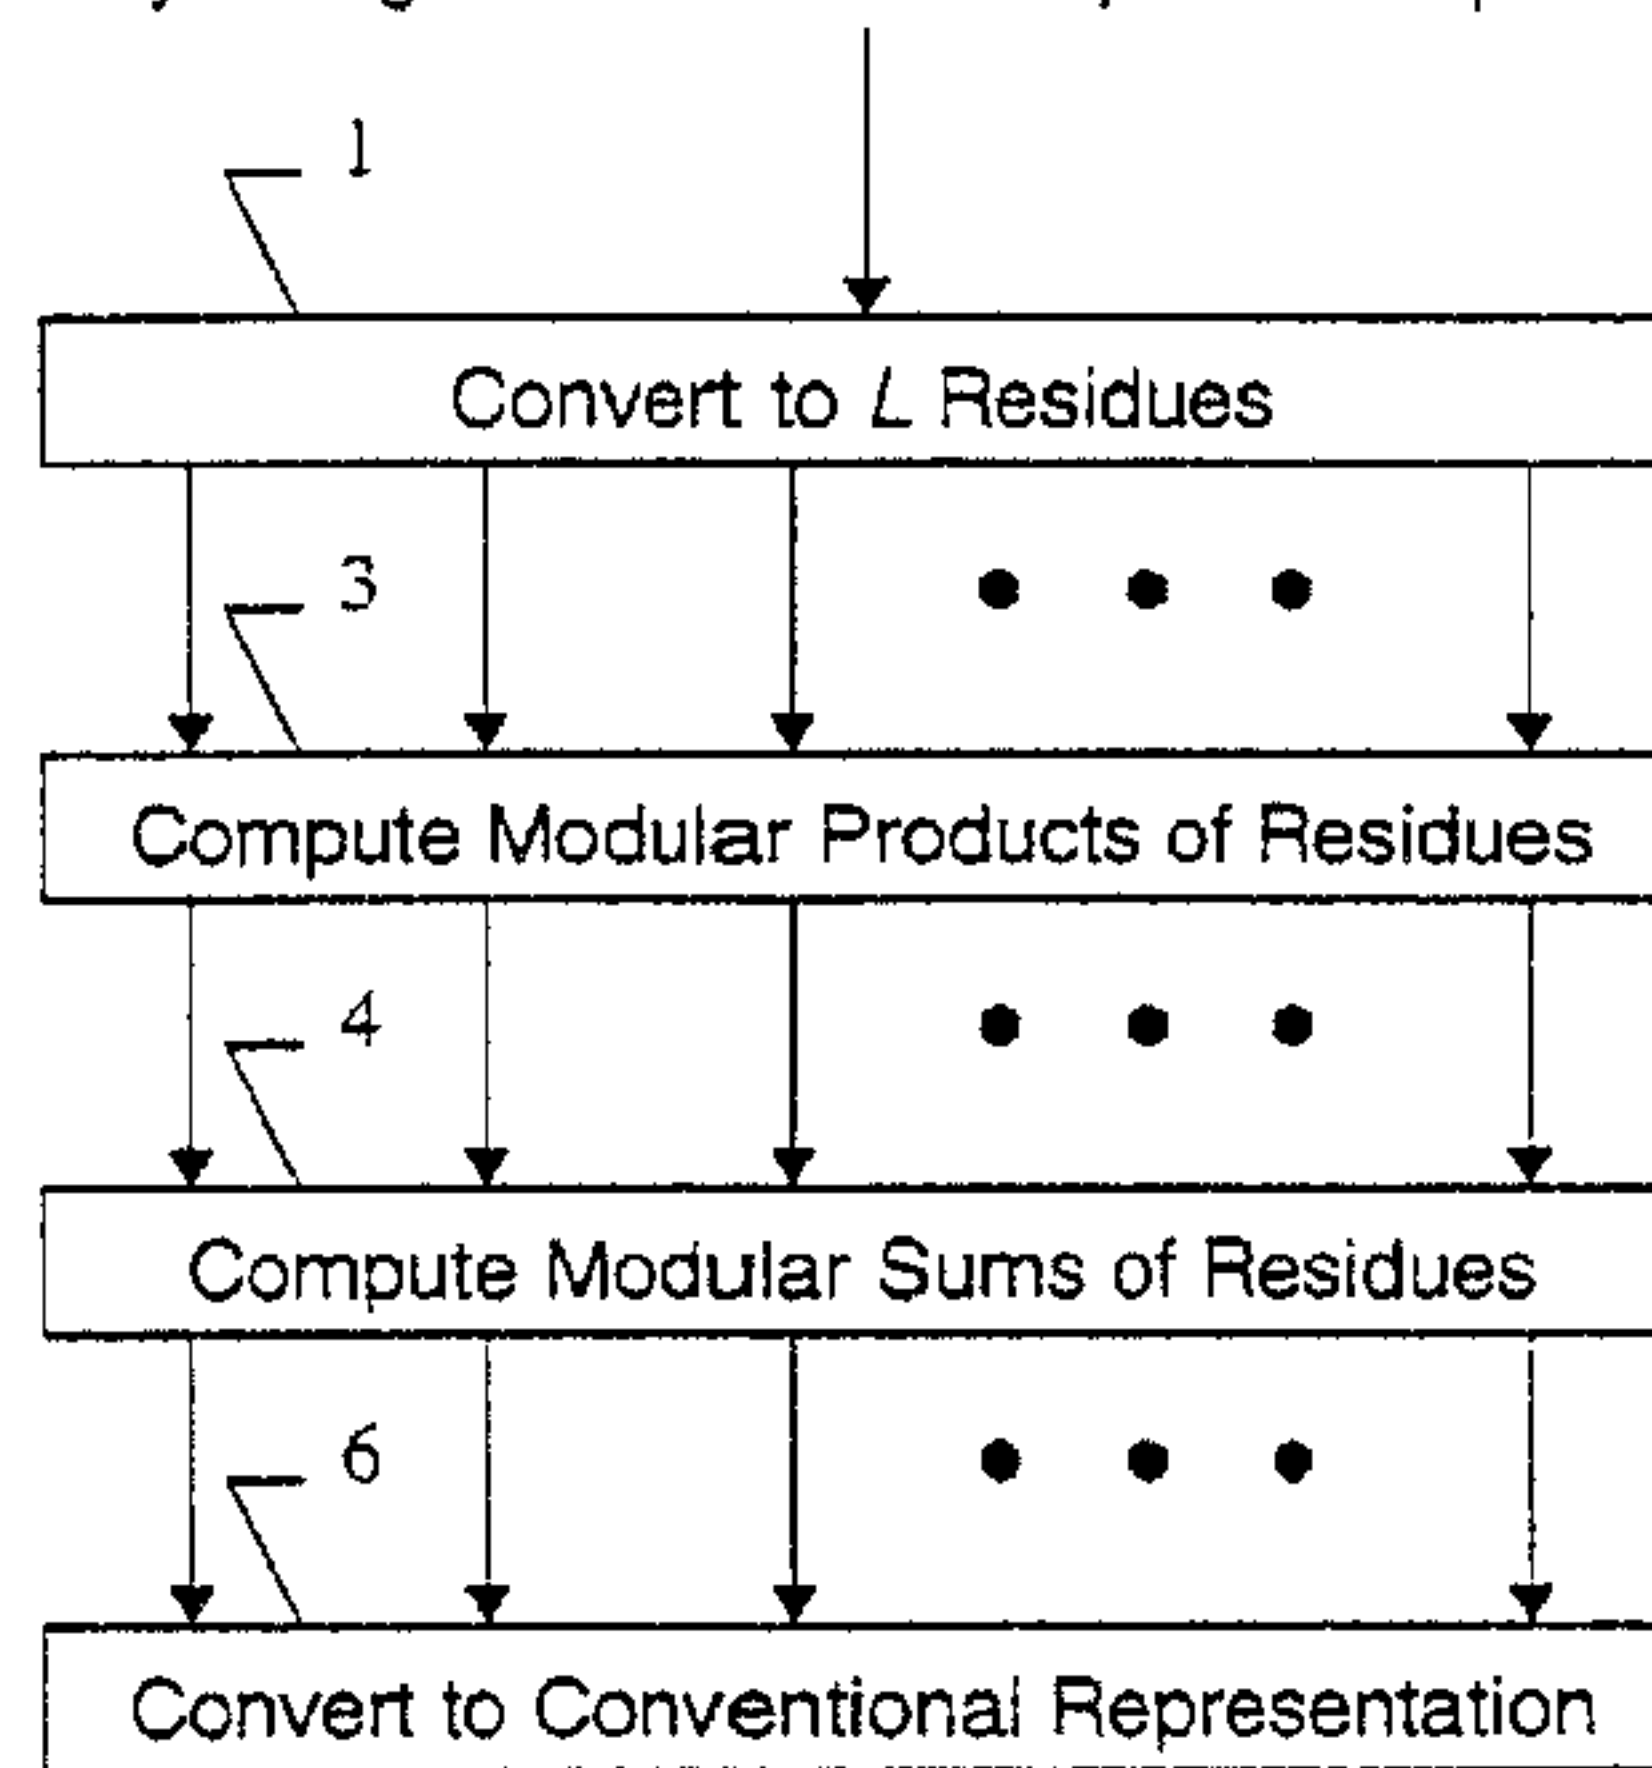 1
Convert to L Residues
3
Compute Modular Products of Residues
4
Compute Modular Sums of Residues
6
Convert to Conventional Representation